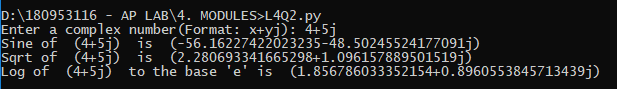 D:\180953116 - AP LAB\4. MODULES>L4Q2.py
Enter a complex number(Format: x+yj): 4+5j
Sine of  (4+5j)  is  (-56.16227422023235-48.50245524177091j)
Sqrt of  (4+5j)  is  (2.280693341665298+1.096157889501519j)
Log of  (4+5j)  to the base 'e' is  (1.856786033352154+0.8960553845713439j)